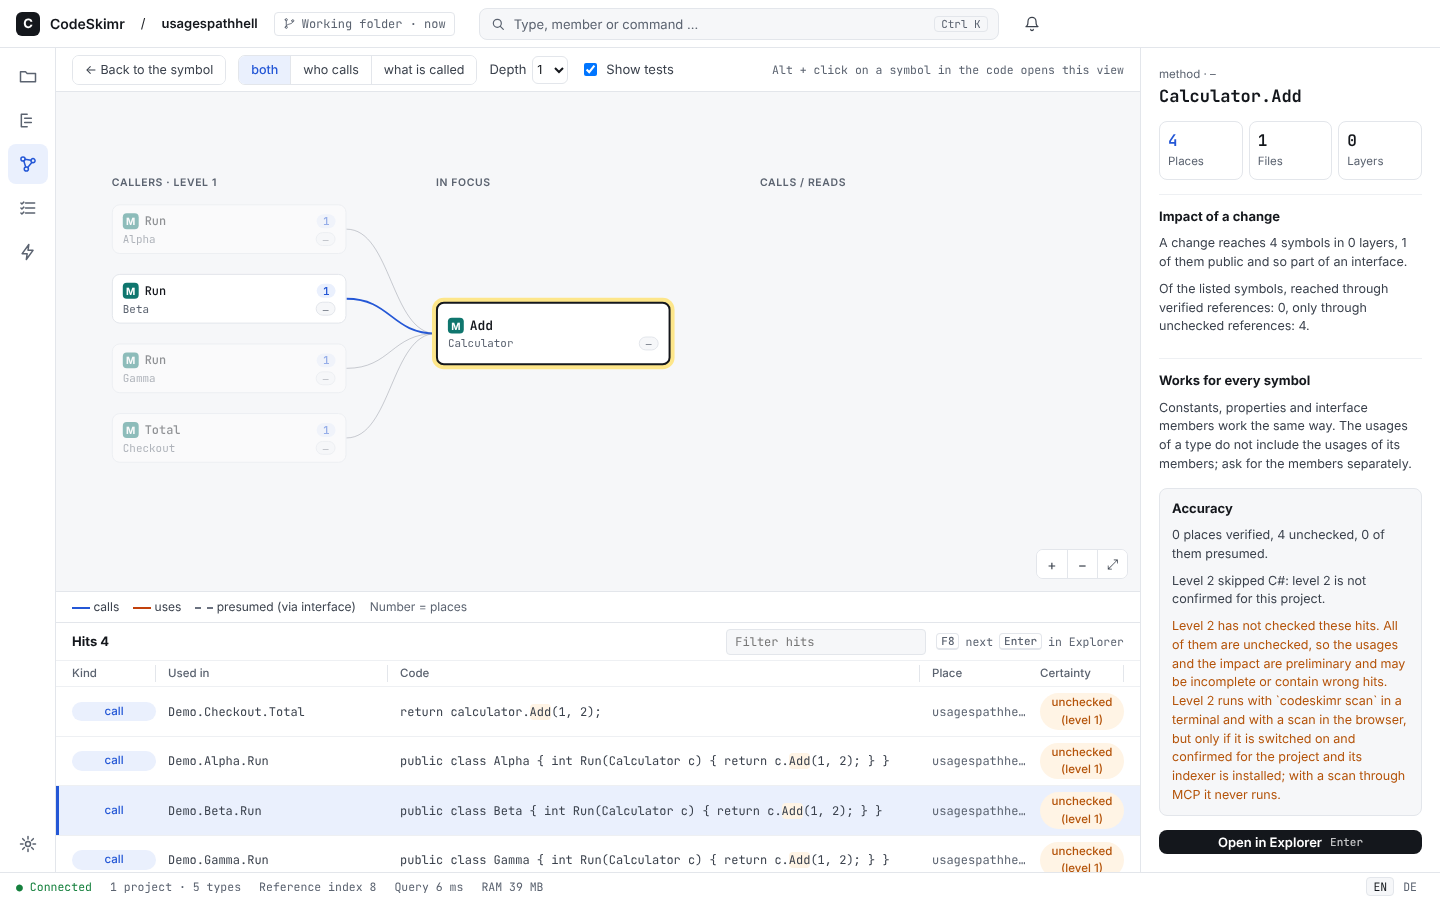 C CodeSkimr / usagespathhell Working folder · now Type, member or command ... Ctrl K
← Back to the symbol both who calls what is called Depth 1 Show tests Alt + click on a symbol in the code opens this view
CALLERS · LEVEL 1 IN FOCUS CALLS / READS
M Run 1
Alpha –
M Run 1
Beta –
M Run 1
Gamma –
M Total 1
Checkout –
M Add
Calculator –
+ −
calls uses presumed (via interface) Number = places
Hits 4 Filter hits F8 next Enter in Explorer
Kind Used in Code Place Certainty
call Demo.Checkout.Total return calculator.Add(1, 2); usagespathhe… unchecked
(level 1)
call Demo.Alpha.Run public class Alpha { int Run(Calculator c) { return c.Add(1, 2); } } usagespathhe… unchecked
(level 1)
call Demo.Beta.Run public class Beta { int Run(Calculator c) { return c.Add(1, 2); } } usagespathhe… unchecked
(level 1)
call Demo.Gamma.Run public class Gamma { int Run(Calculator c) { return c.Add(1, 2); } } usagespathhe… unchecked
(level 1)
method · –
Calculator.Add
4 1 0
Places Files Layers
Impact of a change
A change reaches 4 symbols in 0 layers, 1
of them public and so part of an interface.
Of the listed symbols, reached through
verified references: 0, only through
unchecked references: 4.
Works for every symbol
Constants, properties and interface
members work the same way. The usages
of a type do not include the usages of its
members; ask for the members separately.
Accuracy
0 places verified, 4 unchecked, 0 of
them presumed.
Level 2 skipped C#: level 2 is not
confirmed for this project.
Level 2 has not checked these hits. All
of them are unchecked, so the usages
and the impact are preliminary and may
be incomplete or contain wrong hits.
Level 2 runs with `codeskimr scan` in a
terminal and with a scan in the browser,
but only if it is switched on and
confirmed for the project and its
indexer is installed; with a scan through
MCP it never runs.
Open in Explorer Enter
● Connected 1 project · 5 types Reference index 8 Query 6 ms RAM 39 MB EN DE